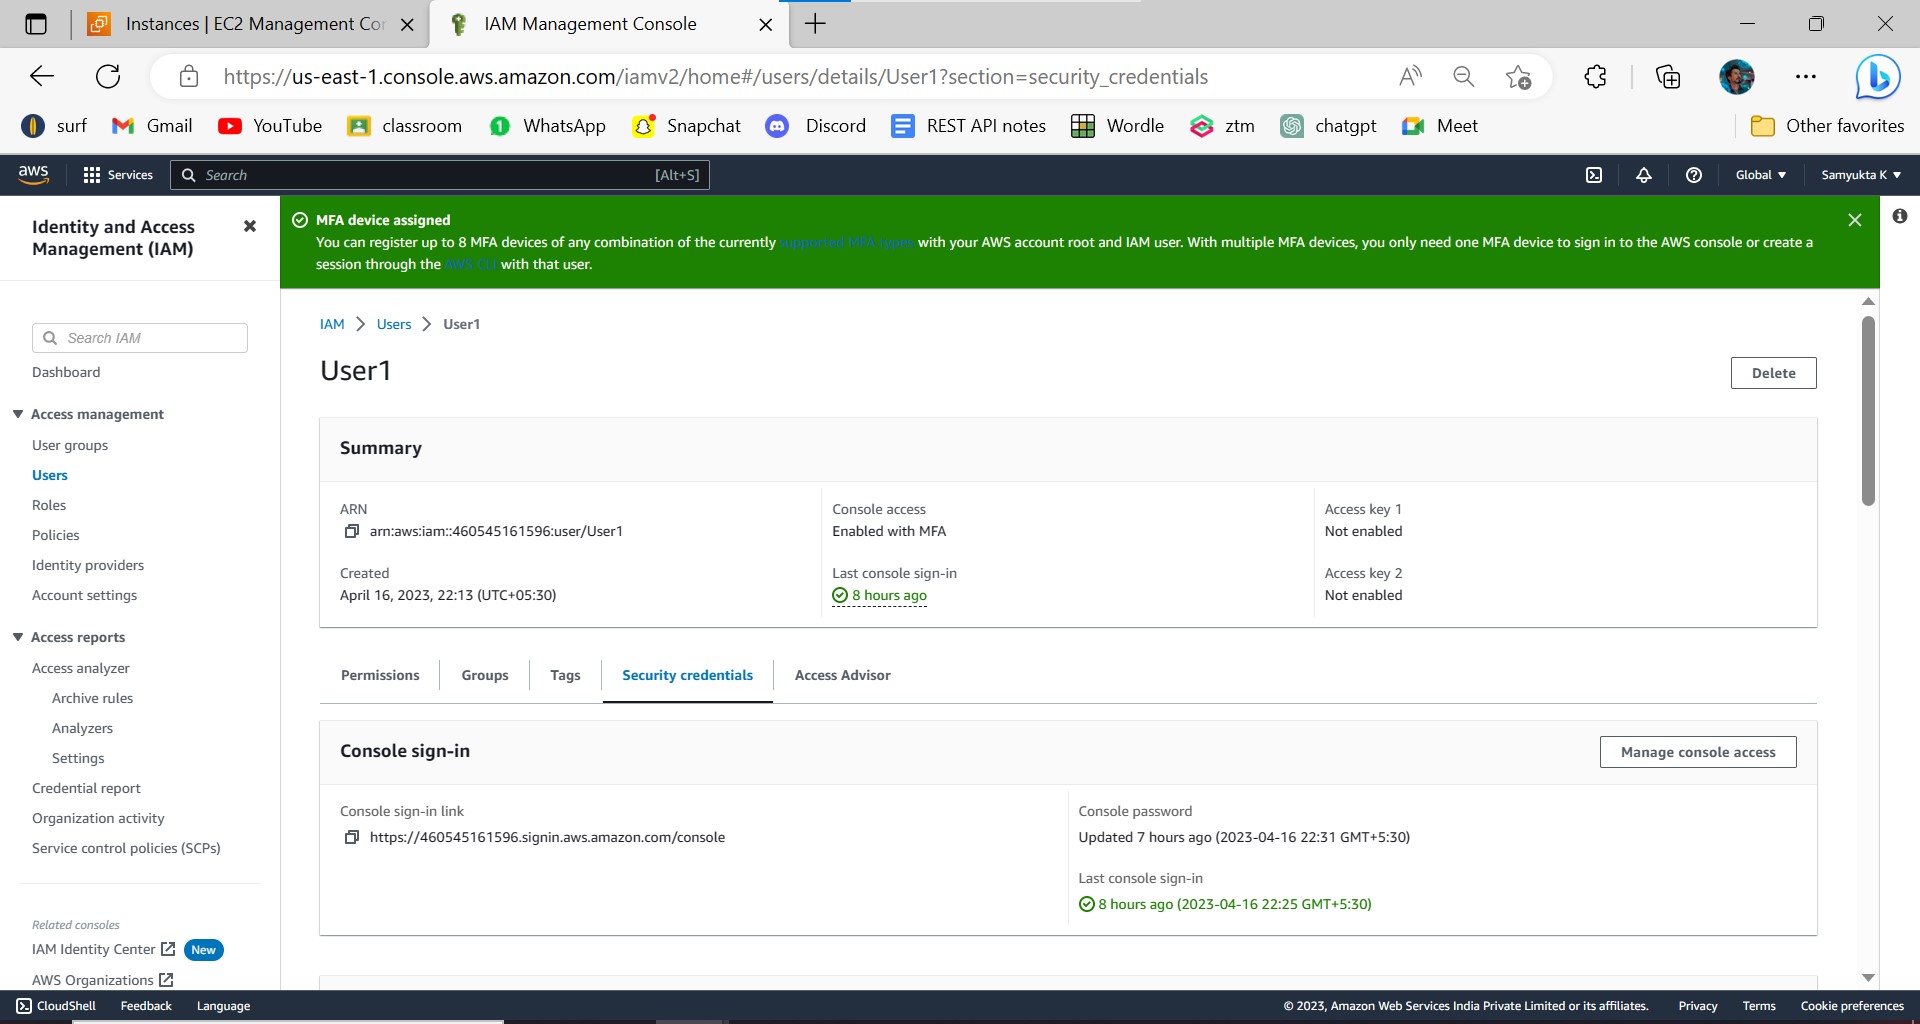 Instances | EC2 Management Con
IAM Management Console
https://us-east-1.console.aws.amazon.com/iamv2/home#/users/details/User1?section=security_credentials
surf
Gmail
YouTube
classroom
WhatsApp
Snapchat
Discord
REST API notes
Wordle
ztm
chatgpt
Meet
Other favorites
aws
Services
Search
[Alt+S]
Global
Samyukta K
Identity and Access
Management (IAM)
Search IAM
Dashboard
Access management
User groups
Users
Roles
Policies
Identity providers
Account settings
Access reports
Access analyzer
Archive rules
Analyzers
Settings
Credential report
Organization activity
Service control policies (SCPs)
Related consoles
IAM Identity Center
New
AWS Organizations
MFA device assigned
You can register up to 8 MFA devices of any combination of the currently supported MFA types with your AWS account root and IAM user. With multiple MFA devices, you only need one MFA device to sign in to the AWS console or create a
session through the AWS CLI with that user.
IAM > Users > User1
User1
Delete
Summary
ARN
arn:aws:iam::460545161596:user/User1
Created
April 16, 2023, 22:13 (UTC+05:30)
Console access
Enabled with MFA
Last console sign-in
8 hours ago
Access key 1
Not enabled
Access key 2
Not enabled
Permissions
Groups
Tags
Security credentials
Access Advisor
Console sign-in
Manage console access
Console sign-in link
https://460545161596.signin.aws.amazon.com/console
Console password
Updated 7 hours ago (2023-04-16 22:31 GMT+5:30)
Last console sign-in
8 hours ago (2023-04-16 22:25 GMT+5:30)
CloudShell
Feedback
Language
© 2023, Amazon Web Services India Private Limited or its affiliates.
Privacy
Terms
Cookie preferences